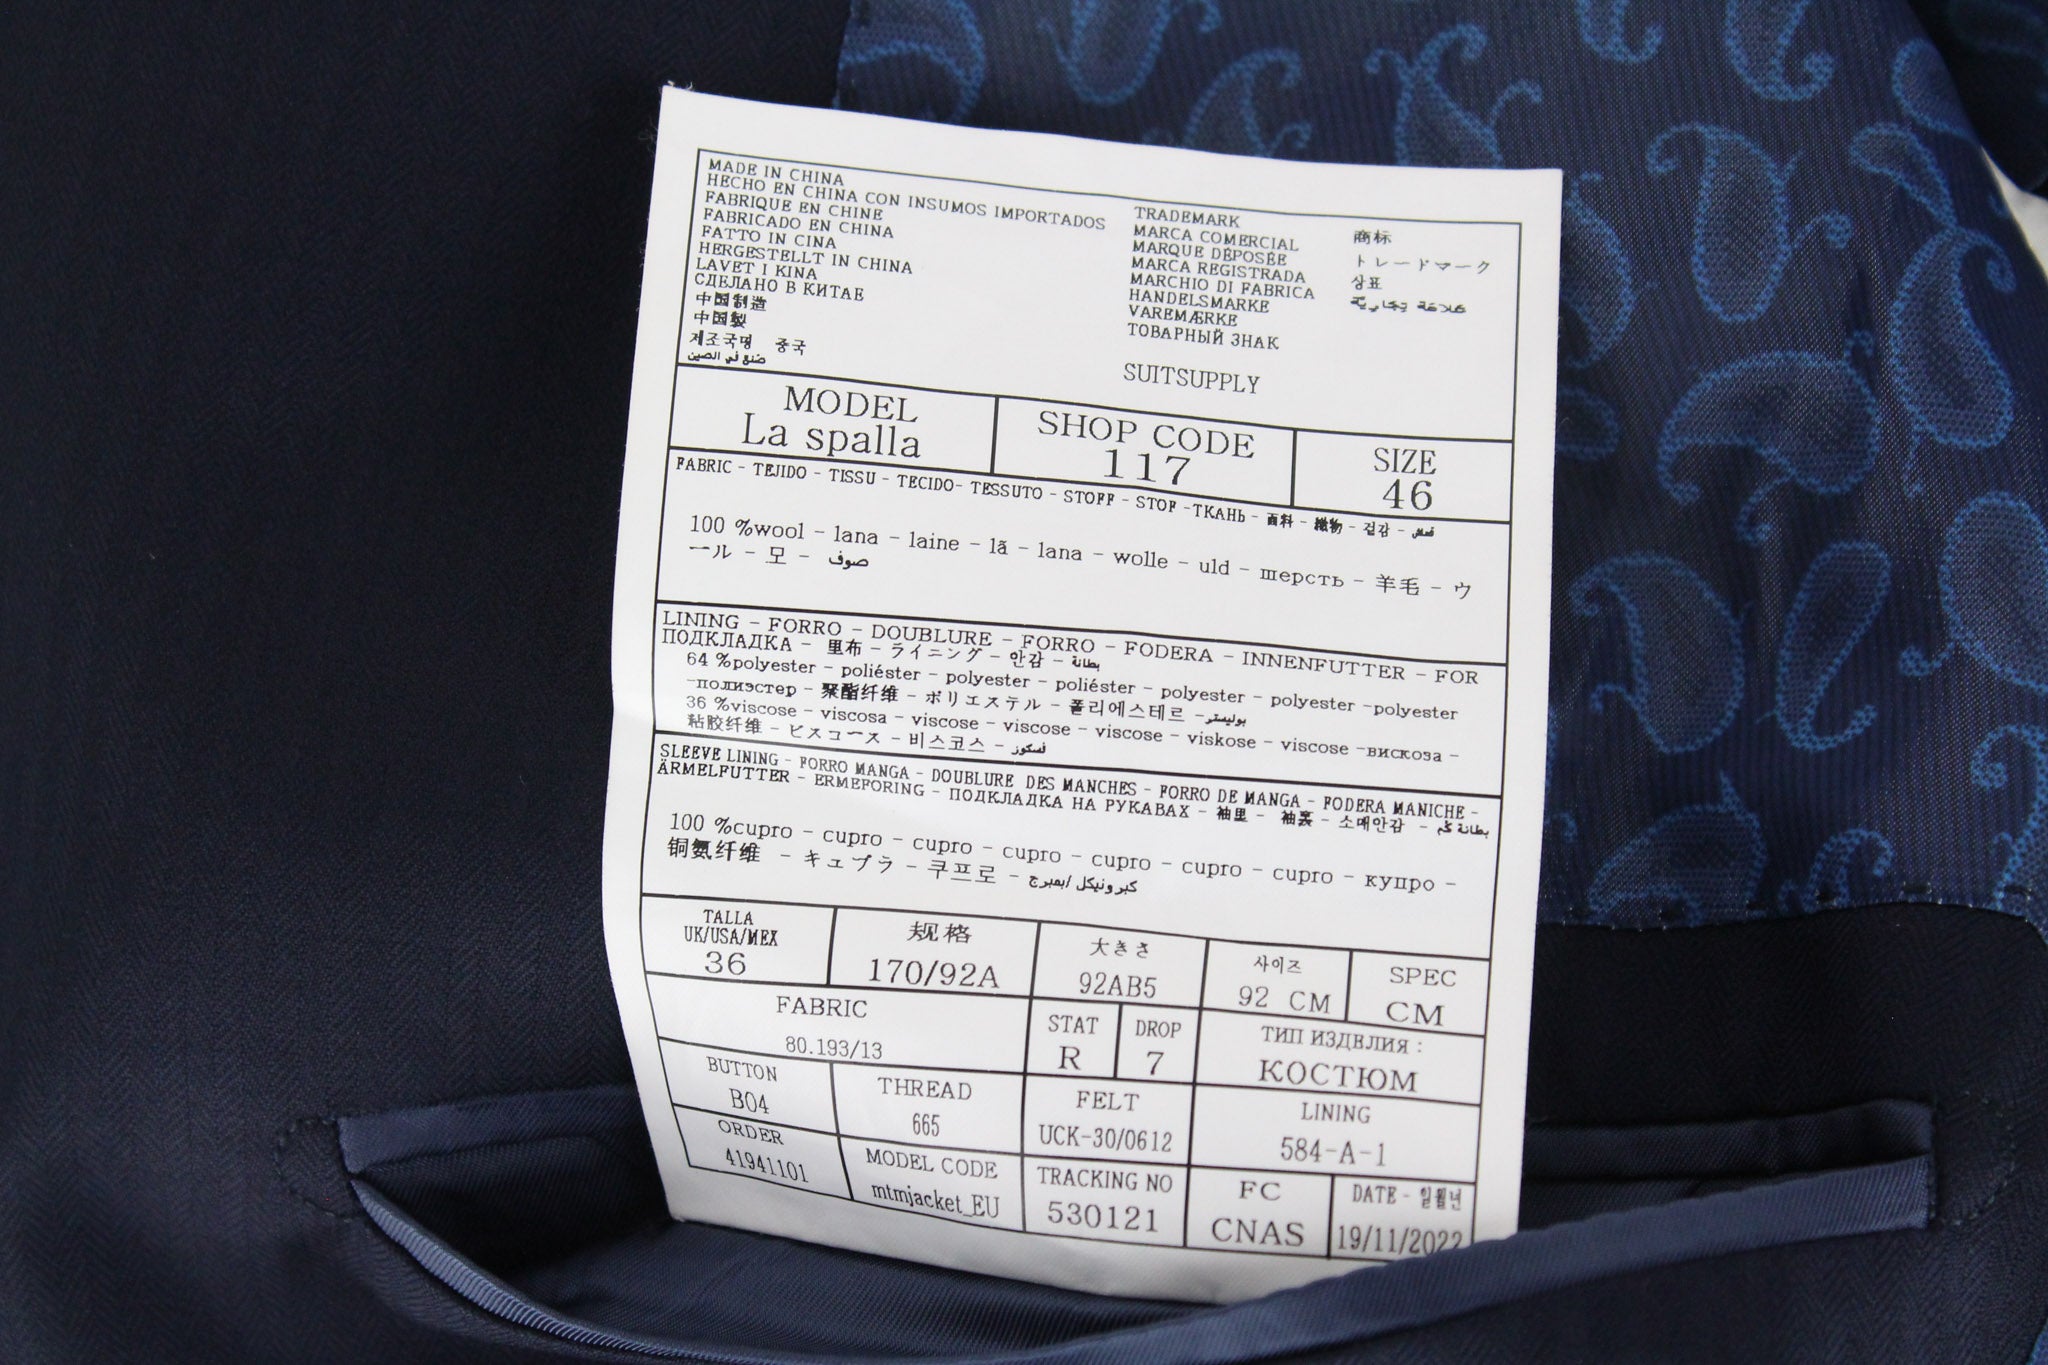 MADE IN CHINA
HECHO EN CHINA CON INSUMOS IMPORTADOS
FABRIQUE EN CHINE
FABRICADO EN CHINA
FATTO IN CINA
HERGESTELLT IN CHINA
LAVET I KINA
СДЕЛАНО В КИТАЕ
中国制造
中国製
제조국명 중국
صنع في الصين
TRADEMARK
MARCA COMERCIAL
MARQUE DÉPOSÉE
MARCA REGISTRADA
MARCHIO DI FABRICA
HANDELSMARKE
VAREMÆRKE
ТОВАРНЫЙ ЗНАК
商标
トレードマーク
상표
علامة تجارية
SUITSUPPLY
MODEL
La spalla
SHOP CODE
117
SIZE
46
FABRIC - TEJIDO - TISSU - TECIDO- TESSUTO - STOFF - STOF -ТКАНЬ - 面料 - 織物 - 겉감 - قماش
100 %wool - lana - laine - lã - lana - wolle - uld - шерсть - 羊毛 - ウ
ール - 모 - صوف
LINING - FORRO - DOUBLURE - FORRO - FODERA - INNENFUTTER - FOR
ПОДКЛАДКА - 里布 - ライニング - 안감 - بطانة
64 %polyester - poliéster - polyester - poliéster - polyester - polyester -polyester
-полиэстер - 聚酯纤维 - ポリエステル - 폴리에스테르 -بوليستر
36 %viscose - viscosa - viscose - viscose - viscose - viskose - viscose -вискоза -
粘胶纤维 - ビスコース - 비스코스 - فسكوز
SLEEVE LINING - FORRO MANGA - DOUBLURE DES MANCHES - FORRO DE MANGA - FODERA MANICHE -
ÄRMELFUTTER - ERMEFORING - ПОДКЛАДКА НА РУКАВАХ - 袖里 - 袖裏 - 소매안감 - بطانة كم
100 %cupro - cupro - cupro - cupro - cupro - cupro - cupro - купро -
铜氨纤维 - キュプラ - 쿠프로 - كبرونيكل /بمبرج
TALLA
UK/USA/MEX
36
规格
170/92A
大きさ
92AB5
사이즈
92 CM
SPEC
CM
FABRIC
80.193/13
STAT
R
DROP
7
ТИП ИЗДЕЛИЯ :
КОСТЮМ
BUTTON
B04
THREAD
665
FELT
UCK-30/0612
LINING
584-A-1
ORDER
41941101
MODEL CODE
mtmjacket_EU
TRACKING NO
530121
FC
CNAS
DATE - 일월년
19/11/2022